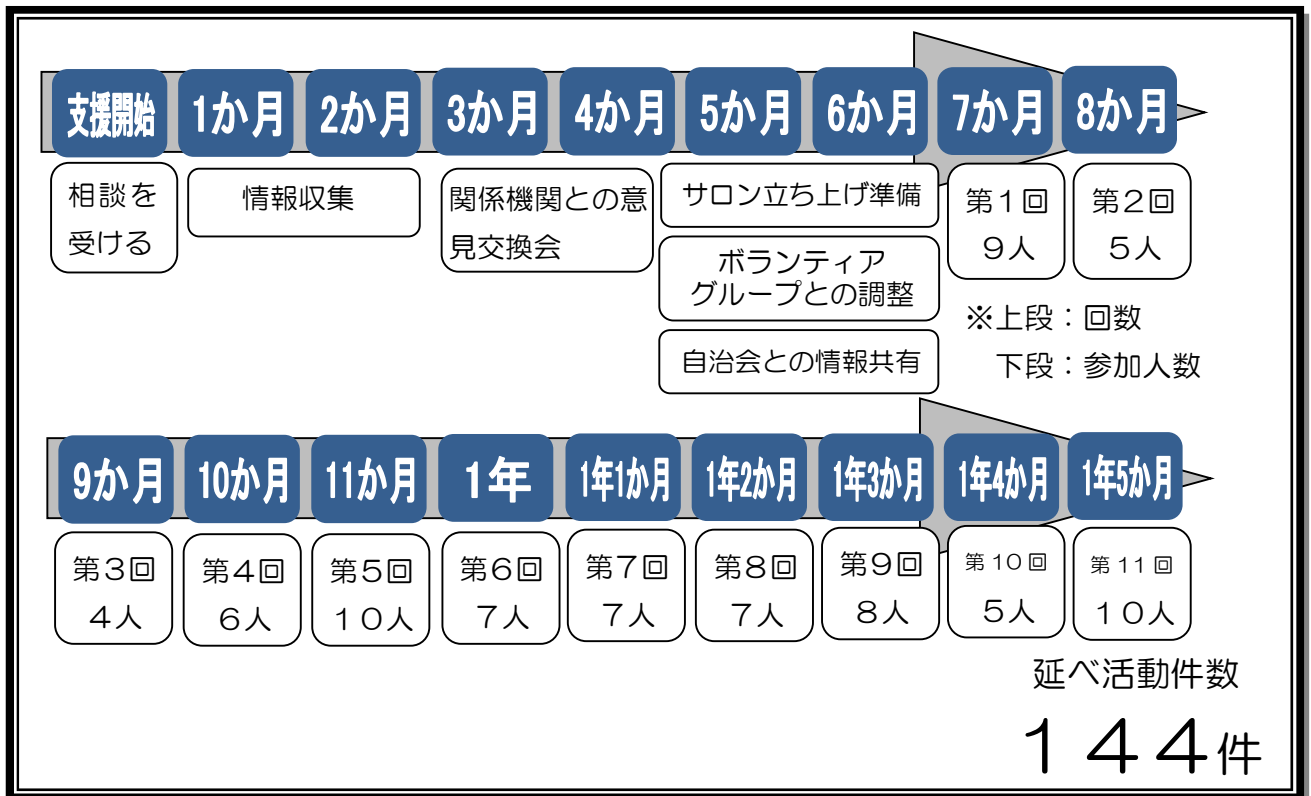 支援開始
1か月
2か月
3か月
4か月
5か月
6か月
7か月
8か月
相談を
受ける
情報収集
関係機関との意
見交換会
サロン立ち上げ準備
ボランティア
グループとの調整
自治会との情報共有
第1回
9人
第2回
5人
※上段：回数
下段：参加人数
9か月
10か月
11か月
1年
1年1か月
1年2か月
1年3か月
1年4か月
1年5か月
第3回
4人
第4回
6人
第5回
10人
第6回
7人
第7回
7人
第8回
7人
第9回
8人
第10回
5人
第11回
10人
延べ活動件数
144件